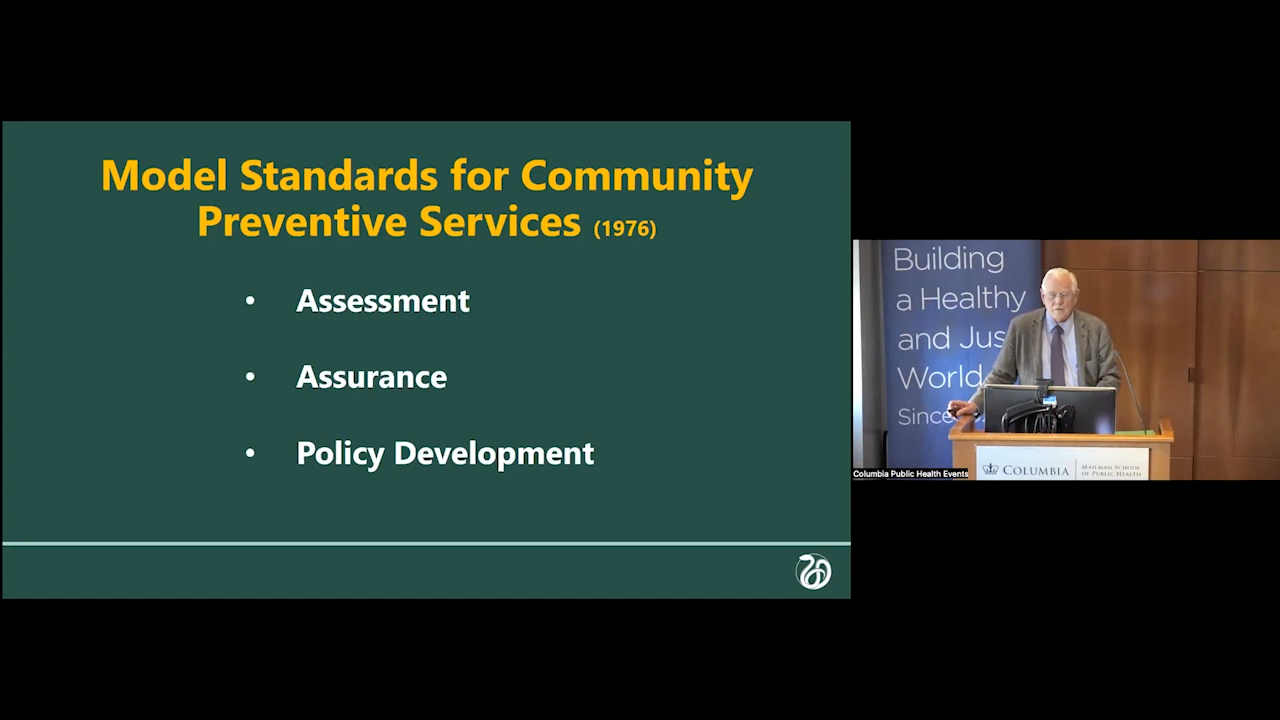 Model Standards for Community
Preventive Services (1976)
• Assessment
• Assurance
• Policy Development
Building
a Healthy
and Jus
World
Since
Columbia Public Health Events
COLUMBIA
MAILMAN SCHOOL
OF PUBLIC HEALTH